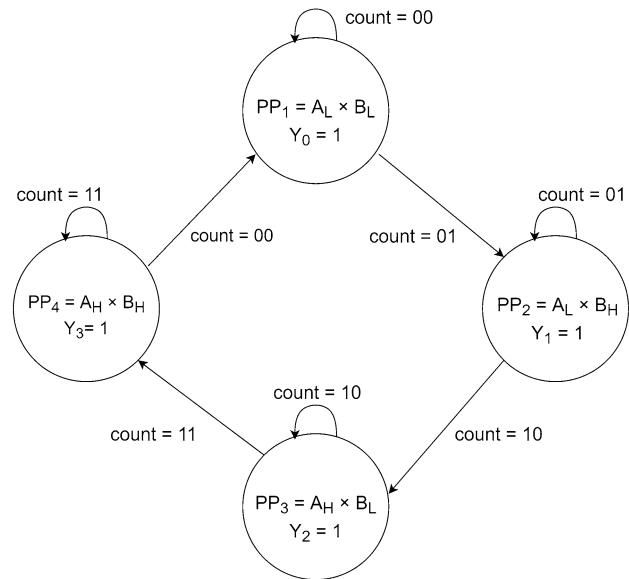 count = 00
PP₁ = A_L × B_L
Y₀ = 1
count = 11
count = 01
count = 00
count = 01
PP₄ = A_H × B_H
Y₃= 1
PP₂ = A_L × B_H
Y₁ = 1
count = 10
count = 11
count = 10
PP₃ = A_H × B_L
Y₂ = 1